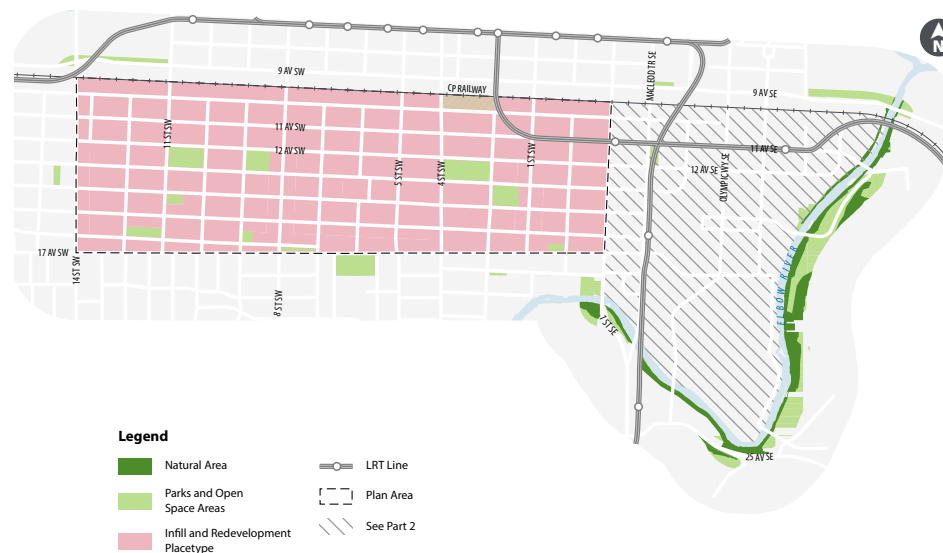 N
MACLEOD TR SE
9 AV SW
CP RAILWAY
9 AV SE
11 ST SW
11 AV SW
12 AV SW
5 ST SW
4 ST SW
1 ST SW
11 AV SE
12 AV SE
OLYMPIC WY SE
17 AV SW
14 ST SW
8 ST SW
7 ST SE
ELBOW RIVER
25 AV SE
Legend
Natural Area
LRT Line
Parks and Open
Space Areas
Plan Area
Infill and Redevelopment
Placetype
See Part 2